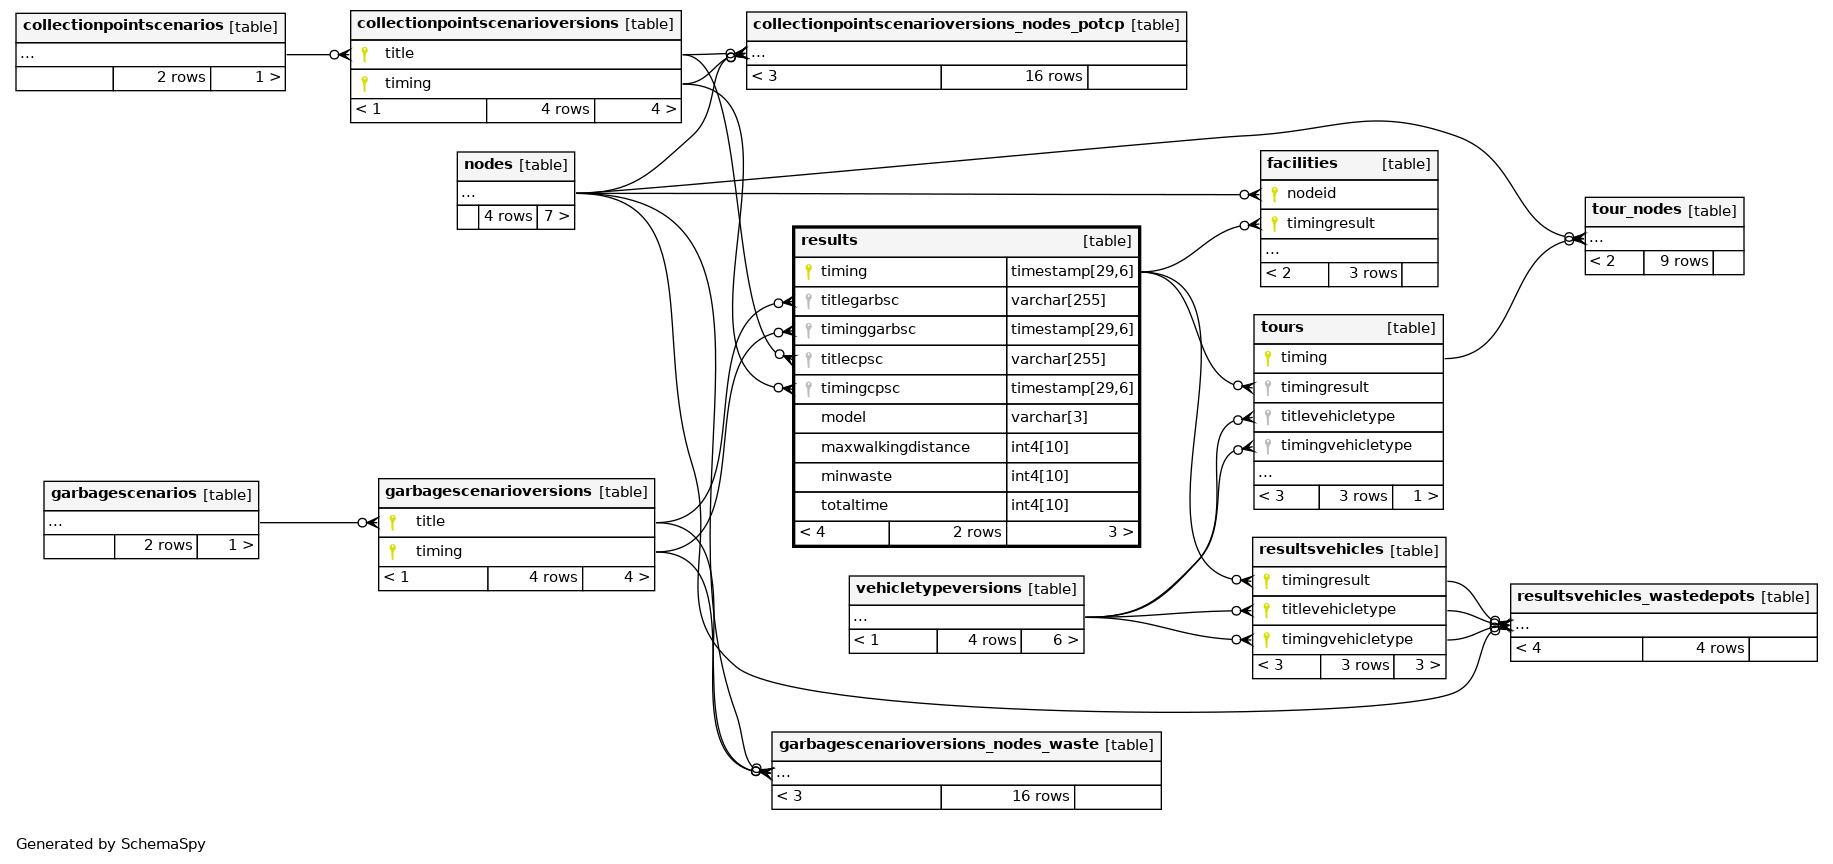 collectionpointscenarios [table]
...
2 rows 1 >
collectionpointscenarioversions [table]
title
timing
< 1 4 rows 4 >
collectionpointscenarioversions_nodes_potcp [table]
...
< 3 16 rows
nodes [table]
...
4 rows 7 >
facilities [table]
nodeid
timingresult
...
< 2 3 rows
tour_nodes [table]
...
< 2 9 rows
results [table]
timing timestamp[29,6]
titlegarbsc varchar[255]
timinggarbsc timestamp[29,6]
titlecpsc varchar[255]
timingcpsc timestamp[29,6]
model varchar[3]
maxwalkingdistance int4[10]
minwaste int4[10]
totaltime int4[10]
< 4 2 rows 3 >
tours [table]
timing
timingresult
titlevehicletype
timingvehicletype
...
< 3 3 rows 1 >
garbagescenarios [table]
...
2 rows 1 >
garbagescenarioversions [table]
title
timing
< 1 4 rows 4 >
vehicletypeversions [table]
...
< 1 4 rows 6 >
resultsvehicles [table]
timingresult
titlevehicletype
timingvehicletype
< 3 3 rows 3 >
resultsvehicles_wastedepots [table]
...
< 4 4 rows
garbagescenarioversions_nodes_waste [table]
...
< 3 16 rows
Generated by SchemaSpy